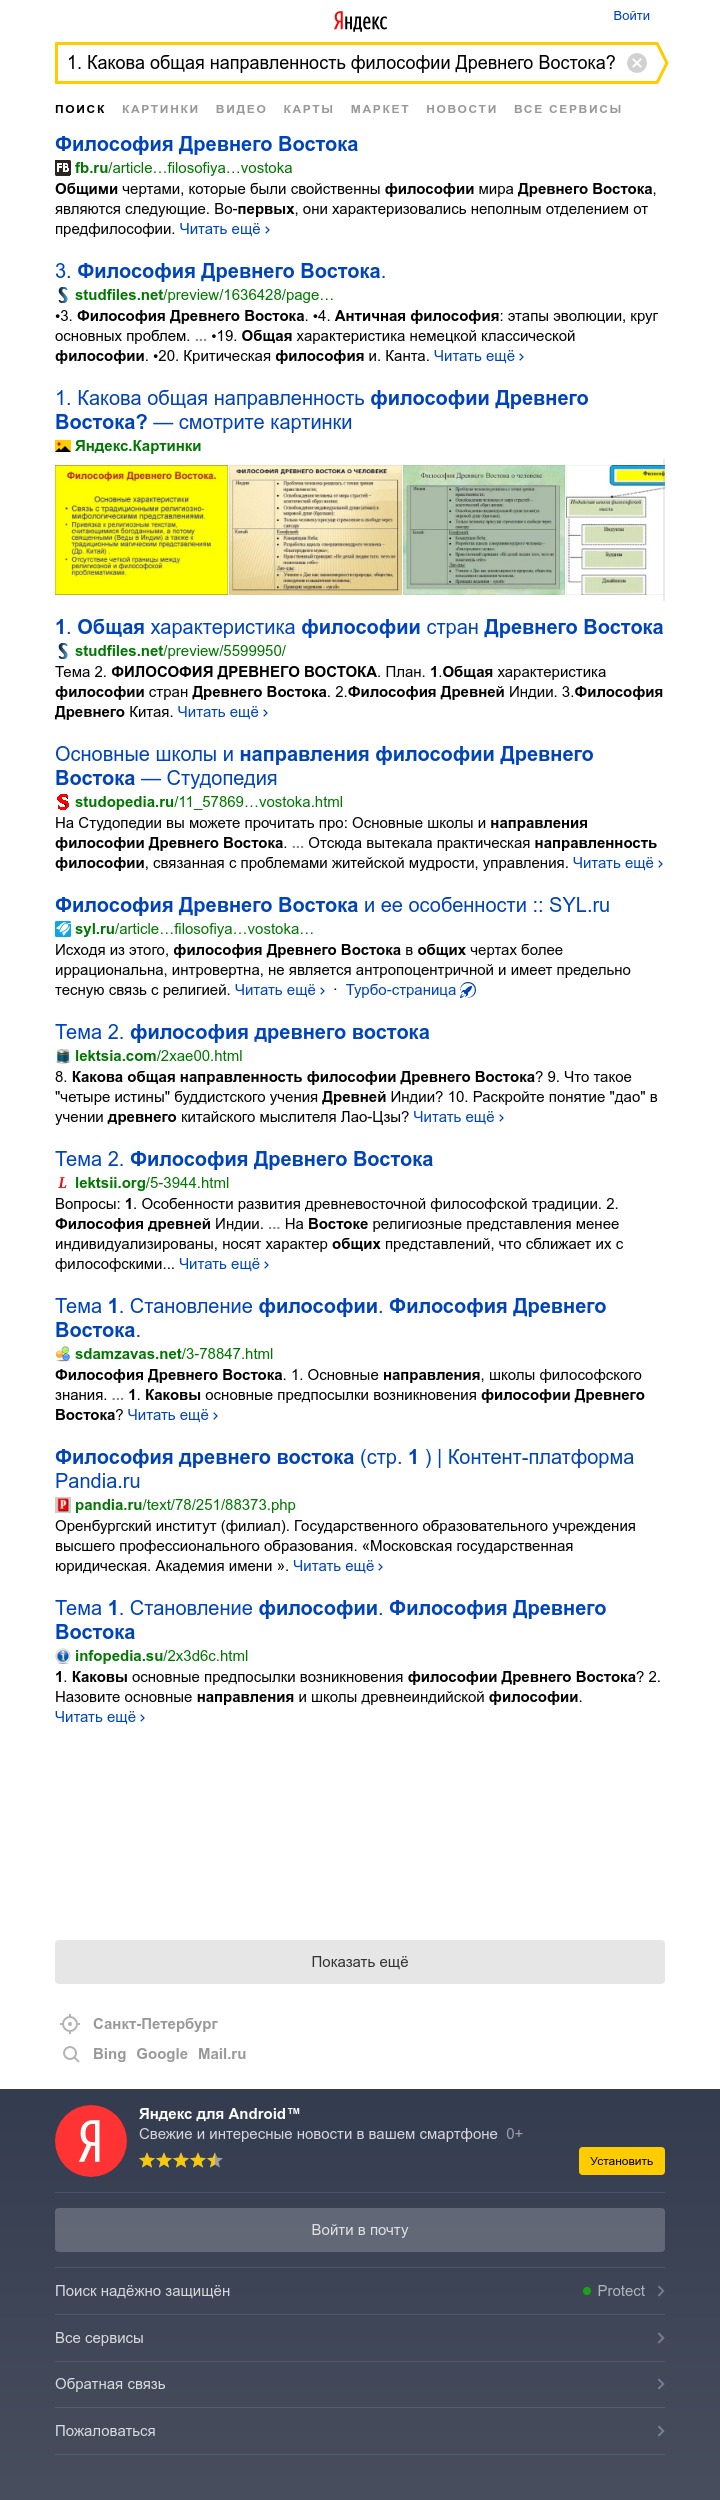 Яндекс
Войти
1. Какова общая направленность философии Древнего Востока?
ПОИСК КАРТИНКИ ВИДЕО КАРТЫ МАРКЕТ НОВОСТИ ВСЕ СЕРВИСЫ
Философия Древнего Востока
fb.ru/article…filosofiya…vostoka
Общими чертами, которые были свойственны философии мира Древнего Востока,
являются следующие. Во-первых, они характеризовались неполным отделением от
предфилософии. Читать ещё ›
3. Философия Древнего Востока.
studfiles.net/preview/1636428/page…
•3. Философия Древнего Востока. •4. Античная философия: этапы эволюции, круг
основных проблем. ... •19. Общая характеристика немецкой классической
философии. •20. Критическая философия и. Канта. Читать ещё ›
1. Какова общая направленность философии Древнего
Востока? — смотрите картинки
Яндекс.Картинки
Философия Древнего Востока.
Основные характеристики
• Связь с традиционными религиозно-
мифологическими представлениями.
• Привязка к религиозным текстам,
считающимися богоданными, а потому
священными (Веды в Индии) а также к
традиционным магическим представлениям
(Др. Китай)
• Отсутствие четкой границы между
религиозной и философской
проблематиками.
ФИЛОСОФИЯ ДРЕВНЕГО ВОСТОКА О ЧЕЛОВЕКЕ
Философия Древнего Востока о человеке
1. Общая характеристика философии стран Древнего Востока
studfiles.net/preview/5599950/
Тема 2. ФИЛОСОФИЯ ДРЕВНЕГО ВОСТОКА. План. 1.Общая характеристика
философии стран Древнего Востока. 2.Философия Древней Индии. 3.Философия
Древнего Китая. Читать ещё ›
Основные школы и направления философии Древнего
Востока — Студопедия
studopedia.ru/11_57869…vostoka.html
На Студопедии вы можете прочитать про: Основные школы и направления
философии Древнего Востока. ... Отсюда вытекала практическая направленность
философии, связанная с проблемами житейской мудрости, управления. Читать ещё ›
Философия Древнего Востока и ее особенности :: SYL.ru
syl.ru/article…filosofiya…vostoka…
Исходя из этого, философия Древнего Востока в общих чертах более
иррациональна, интровертна, не является антропоцентричной и имеет предельно
тесную связь с религией. Читать ещё › · Турбо-страница
Тема 2. философия древнего востока
lektsia.com/2xae00.html
8. Какова общая направленность философии Древнего Востока? 9. Что такое
"четыре истины" буддистского учения Древней Индии? 10. Раскройте понятие "дао" в
учении древнего китайского мыслителя Лао-Цзы? Читать ещё ›
Тема 2. Философия Древнего Востока
lektsii.org/5-3944.html
Вопросы: 1. Особенности развития древневосточной философской традиции. 2.
Философия древней Индии. ... На Востоке религиозные представления менее
индивидуализированы, носят характер общих представлений, что сближает их с
философскими... Читать ещё ›
Тема 1. Становление философии. Философия Древнего
Востока.
sdamzavas.net/3-78847.html
Философия Древнего Востока. 1. Основные направления, школы философского
знания. ... 1. Каковы основные предпосылки возникновения философии Древнего
Востока? Читать ещё ›
Философия древнего востока (стр. 1 ) | Контент-платформа
Pandia.ru
pandia.ru/text/78/251/88373.php
Оренбургский институт (филиал). Государственного образовательного учреждения
высшего профессионального образования. «Московская государственная
юридическая. Академия имени ». Читать ещё ›
Тема 1. Становление философии. Философия Древнего
Востока
infopedia.su/2x3d6c.html
1. Каковы основные предпосылки возникновения философии Древнего Востока? 2.
Назовите основные направления и школы древнеиндийской философии.
Читать ещё ›
Показать ещё
Санкт-Петербург
Bing Google Mail.ru
Яндекс для Android™
Свежие и интересные новости в вашем смартфоне 0+
Установить
Войти в почту
Поиск надёжно защищён
Protect
Все сервисы
Обратная связь
Пожаловаться